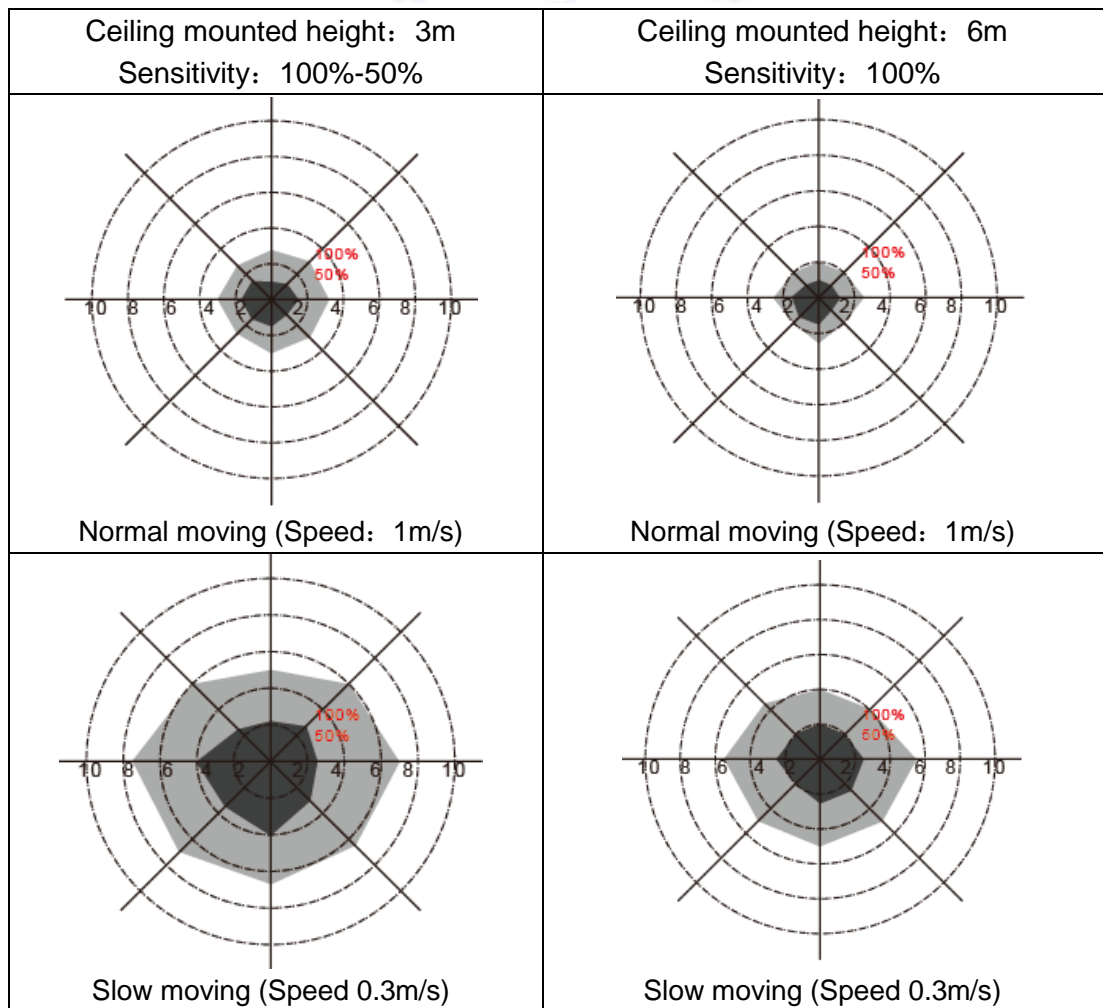 Ceiling mounted height：3m
Sensitivity：100%-50%
Ceiling mounted height：6m
Sensitivity：100%
100%
50%
10 8 6 4 2 2 4 6 8 10
Normal moving (Speed：1m/s)
100%
50%
10 8 6 4 2 2 4 6 8 10
Normal moving (Speed：1m/s)
100%
50%
10 8 6 4 2 2 4 6 8 10
Slow moving (Speed 0.3m/s)
100%
50%
10 8 6 4 2 2 4 6 8 10
Slow moving (Speed 0.3m/s)